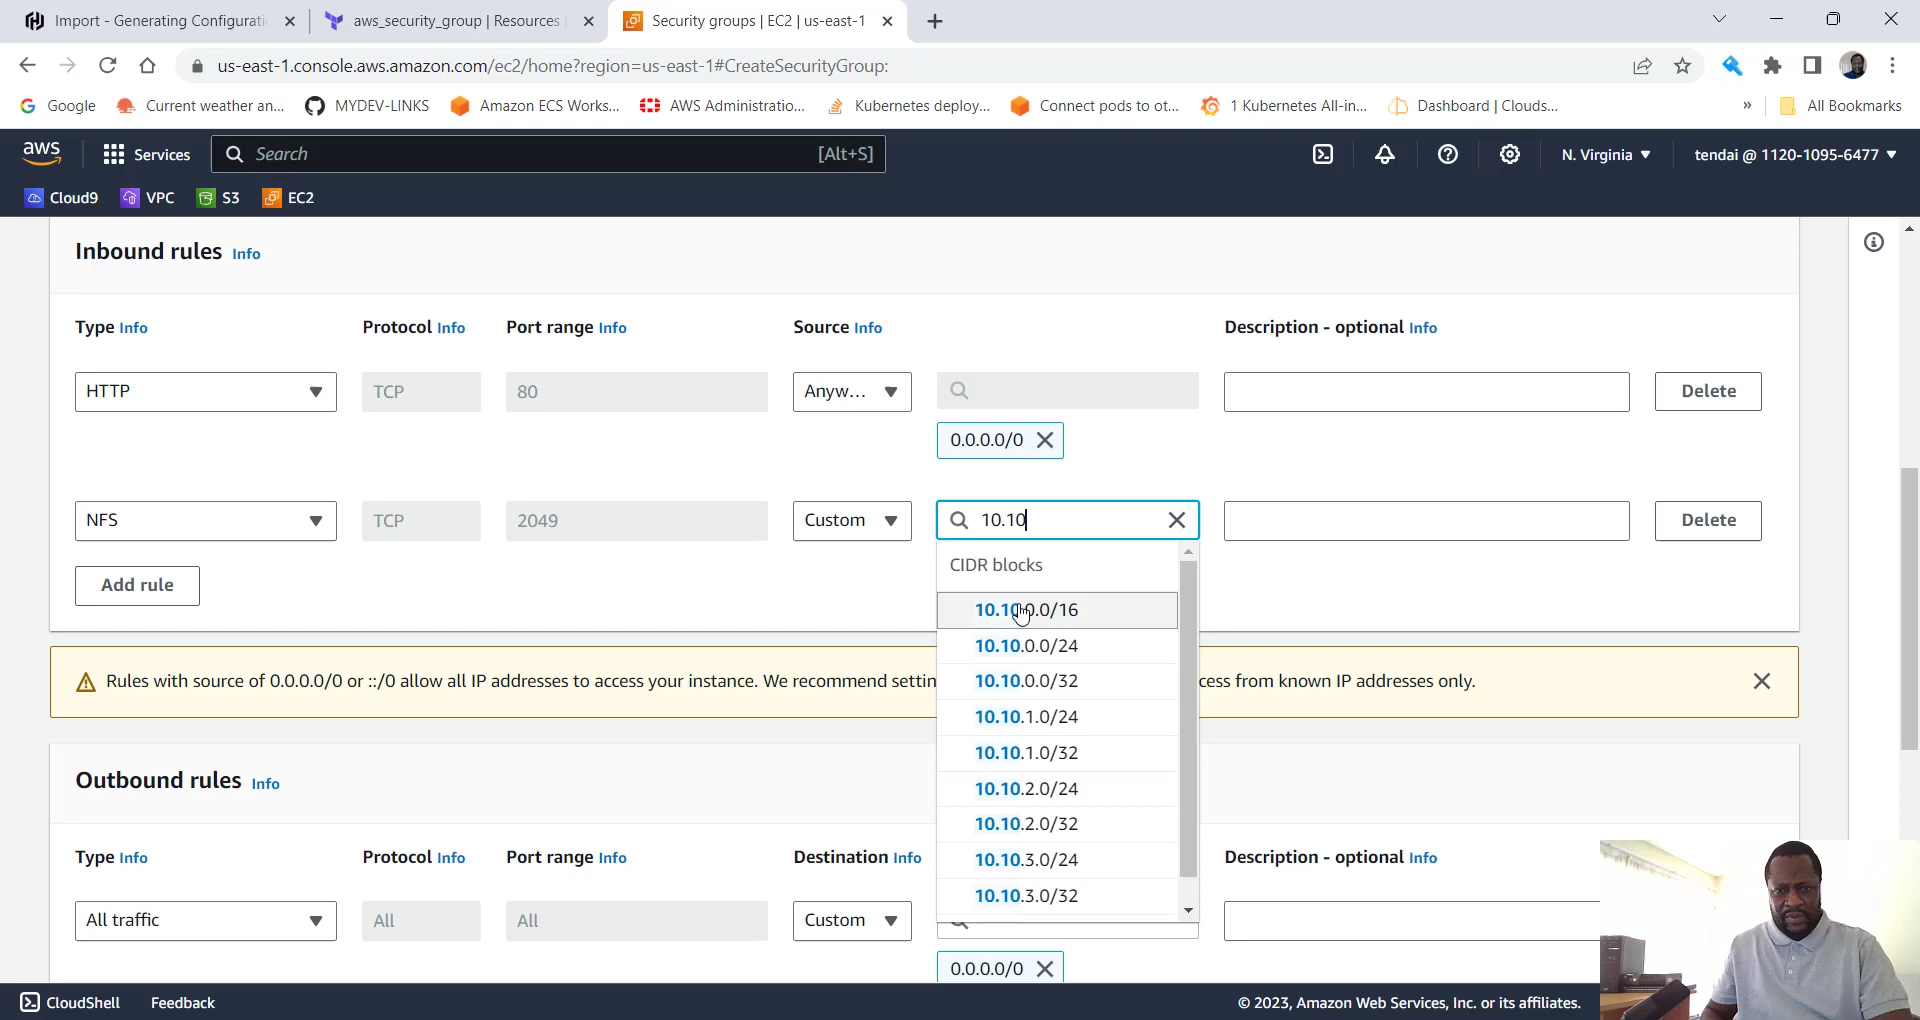 Import - Generating Configurati
aws_security_group | Resources
Security groups | EC2 | us-east-1
us-east-1.console.aws.amazon.com/ec2/home?region=us-east-1#CreateSecurityGroup:
Google
Current weather an...
MYDEV-LINKS
Amazon ECS Works...
AWS Administratio...
Kubernetes deploy...
Connect pods to ot...
1 Kubernetes All-in...
Dashboard | Clouds...
»
All Bookmarks
aws
Services
Search
[Alt+S]
N. Virginia
tendai @ 1120-1095-6477
Cloud9
VPC
S3
EC2
Inbound rules Info
Type Info
Protocol Info
Port range Info
Source Info
Description - optional Info
HTTP
TCP
80
Anyw...
Delete
0.0.0.0/0
NFS
TCP
2049
Custom
10.10
Delete
CIDR blocks
Add rule
10.10.0.0/16
10.10.0.0/24
10.10.0.0/32
10.10.1.0/24
10.10.1.0/32
10.10.2.0/24
10.10.2.0/32
10.10.3.0/24
10.10.3.0/32
Rules with source of 0.0.0.0/0 or ::/0 allow all IP addresses to access your instance. We recommend settin
cess from known IP addresses only.
Outbound rules Info
Type Info
Protocol Info
Port range Info
Destination Info
Description - optional Info
All traffic
All
All
Custom
0.0.0.0/0
CloudShell
Feedback
© 2023, Amazon Web Services, Inc. or its affiliates.